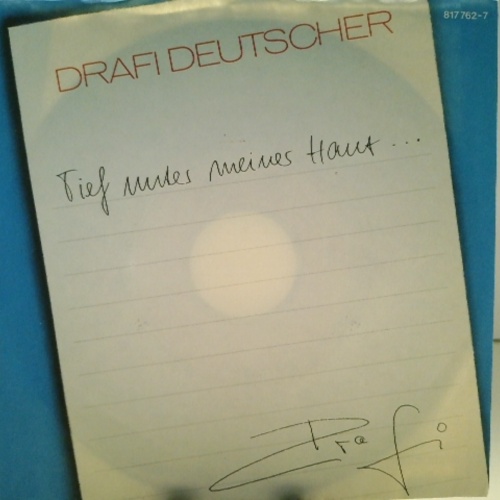 817 762-7
DRAFI DEUTSCHER
Tief unter meiner Haut...
Drafi